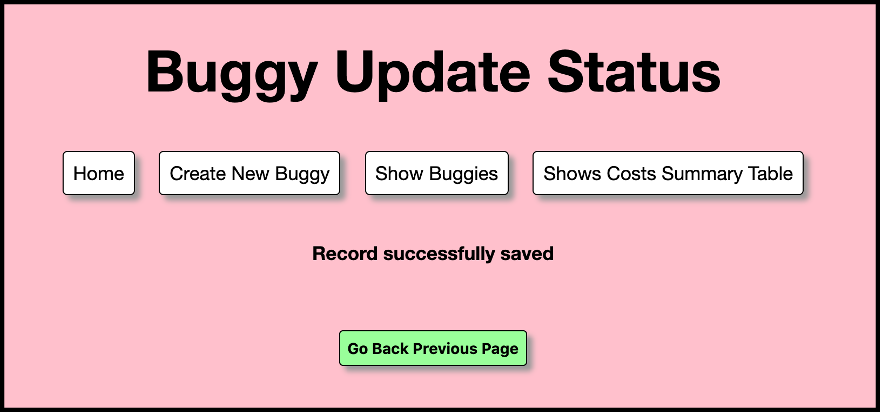 Buggy Update Status
Home Create New Buggy Show Buggies Shows Costs Summary Table
Record successfully saved
Go Back Previous Page